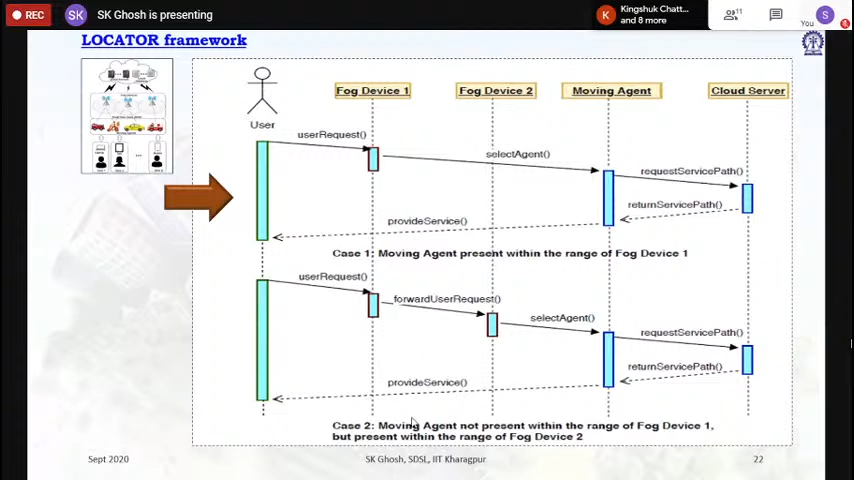 REC
SK
SK Ghosh is presenting
K
Kingshuk Chatt...
and 8 more
11
S
You
LOCATOR framework
Fog Device 1
Fog Device 2
Moving Agent
Cloud Server
User
userRequest()
selectAgent()
requestServicePath()
returnServicePath()
provideService()
Case 1: Moving Agent present within the range of Fog Device 1
userRequest()
forwardUserRequest()
selectAgent()
requestServicePath()
returnServicePath()
provideService()
Case 2: Moving Agent not present within the range of Fog Device 1,
but present within the range of Fog Device 2
Sept 2020
SK Ghosh, SDSL, IIT Kharagpur
22